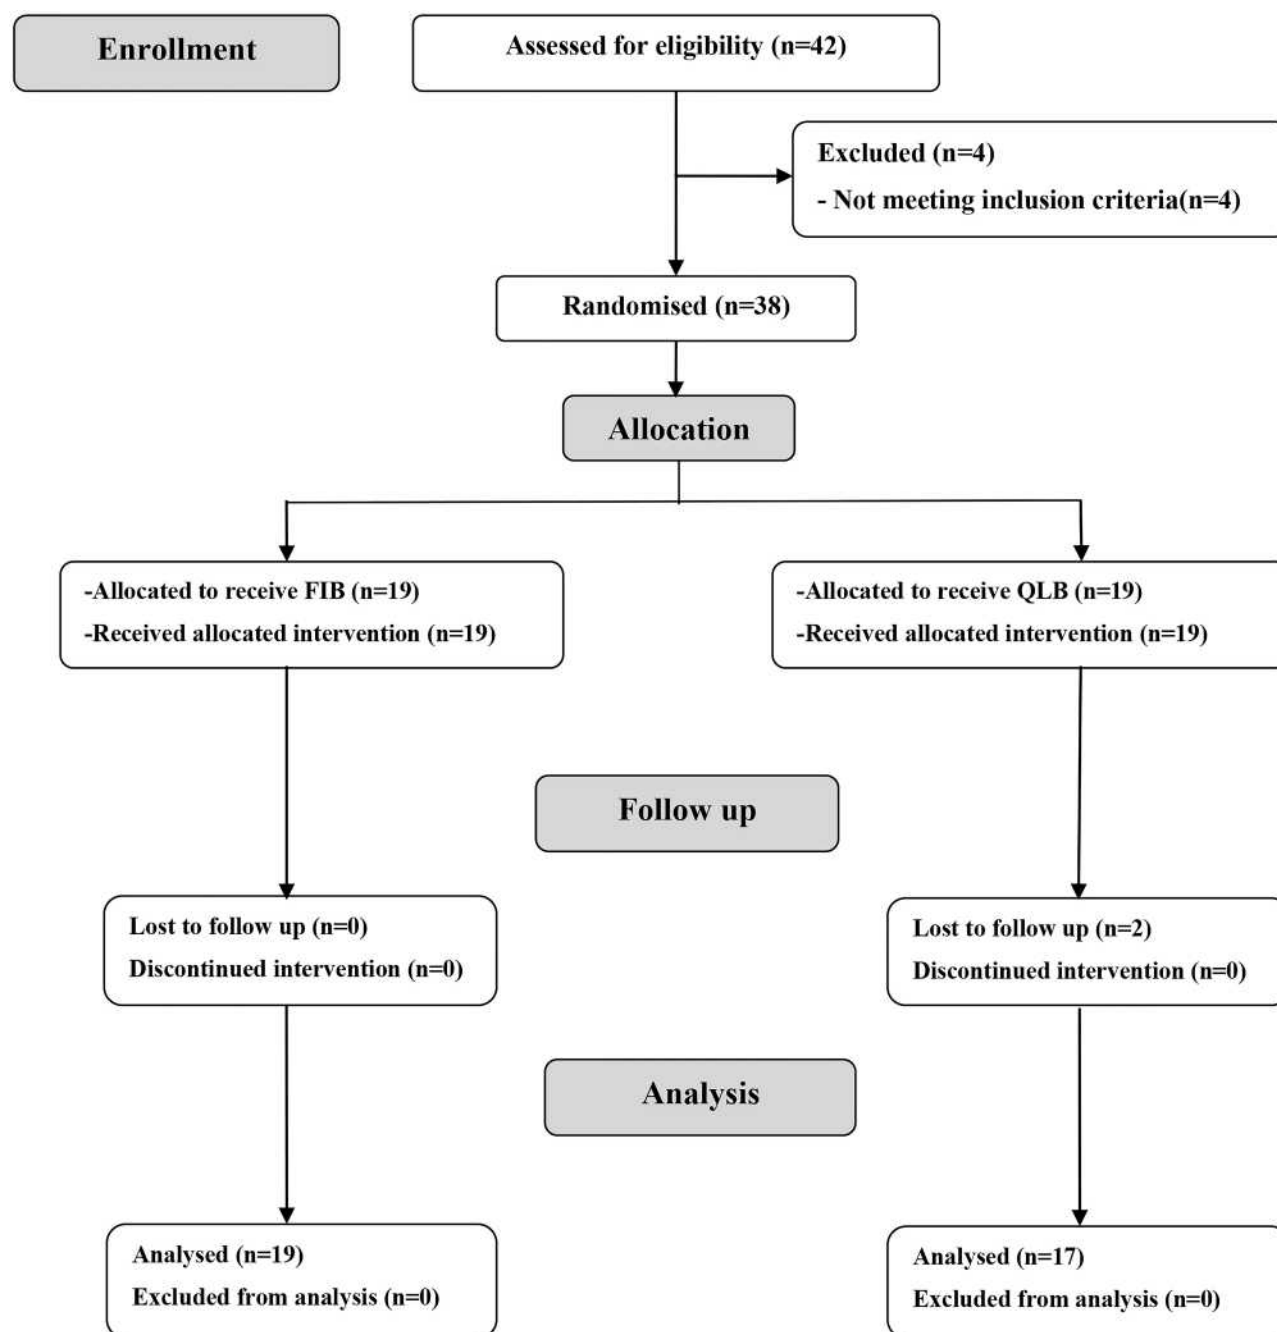 Enrollment
Assessed for eligibility (n=42)
Excluded (n=4)
- Not meeting inclusion criteria(n=4)
Randomised (n=38)
Allocation
-Allocated to receive FIB (n=19)
-Received allocated intervention (n=19)
-Allocated to receive QLB (n=19)
-Received allocated intervention (n=19)
Follow up
Lost to follow up (n=0)
Discontinued intervention (n=0)
Lost to follow up (n=2)
Discontinued intervention (n=0)
Analysis
Analysed (n=19)
Excluded from analysis (n=0)
Analysed (n=17)
Excluded from analysis (n=0)